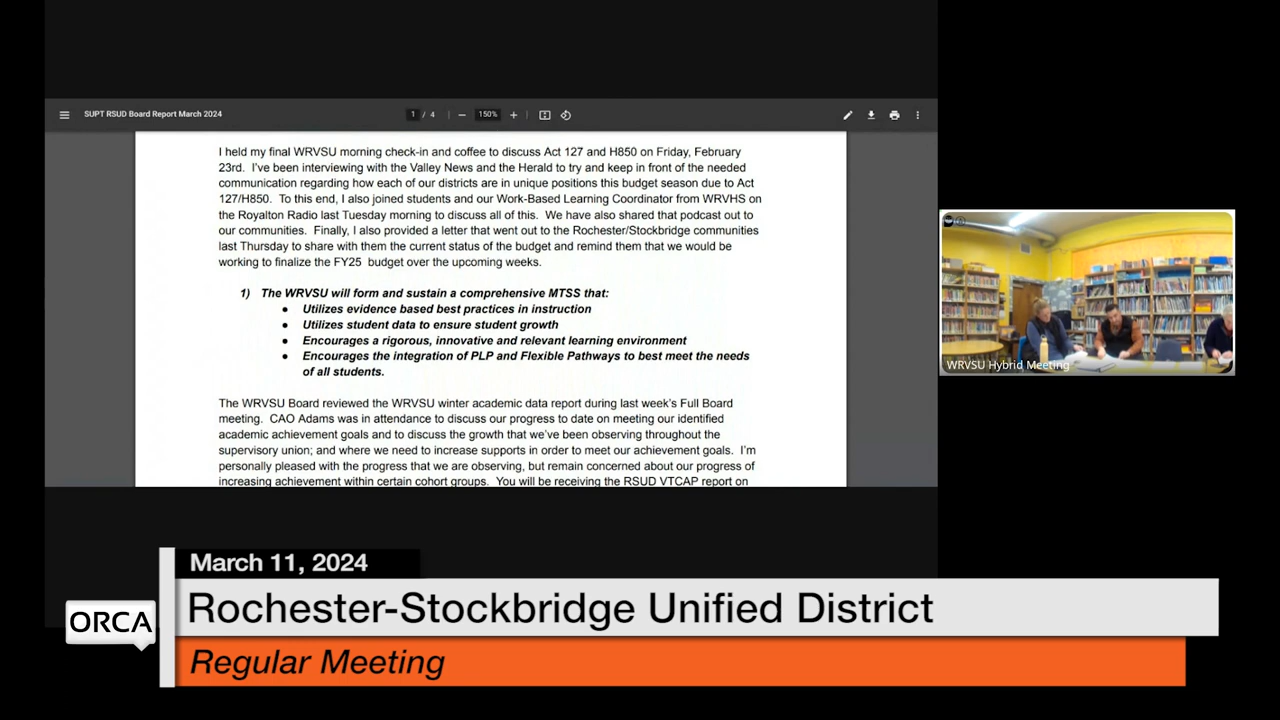 SUPT RSUD Board Report March 2024
1 / 4
150%
I held my final WRVSU morning check-in and coffee to discuss Act 127 and H850 on Friday, February
23rd. I've been interviewing with the Valley News and the Herald to try and keep in front of the needed
communication regarding how each of our districts are in unique positions this budget season due to Act
127/H850. To this end, I also joined students and our Work-Based Learning Coordinator from WRVHS on
the Royalton Radio last Tuesday morning to discuss all of this. We have also shared that podcast out to
our communities. Finally, I also provided a letter that went out to the Rochester/Stockbridge communities
last Thursday to share with them the current status of the budget and remind them that we would be
working to finalize the FY25 budget over the upcoming weeks.
1) The WRVSU will form and sustain a comprehensive MTSS that:
● Utilizes evidence based best practices in instruction
● Utilizes student data to ensure student growth
● Encourages a rigorous, innovative and relevant learning environment
● Encourages the integration of PLP and Flexible Pathways to best meet the needs
of all students.
The WRVSU Board reviewed the WRVSU winter academic data report during last week's Full Board
meeting. CAO Adams was in attendance to discuss our progress to date on meeting our identified
academic achievement goals and to discuss the growth that we've been observing throughout the
supervisory union; and where we need to increase supports in order to meet our achievement goals. I'm
personally pleased with the progress that we are observing, but remain concerned about our progress of
increasing achievement within certain cohort groups. You will be receiving the RSUD VTCAP report on
WRVSU Hybrid Meeting
March 11, 2024
ORCA
Rochester-Stockbridge Unified District
Regular Meeting